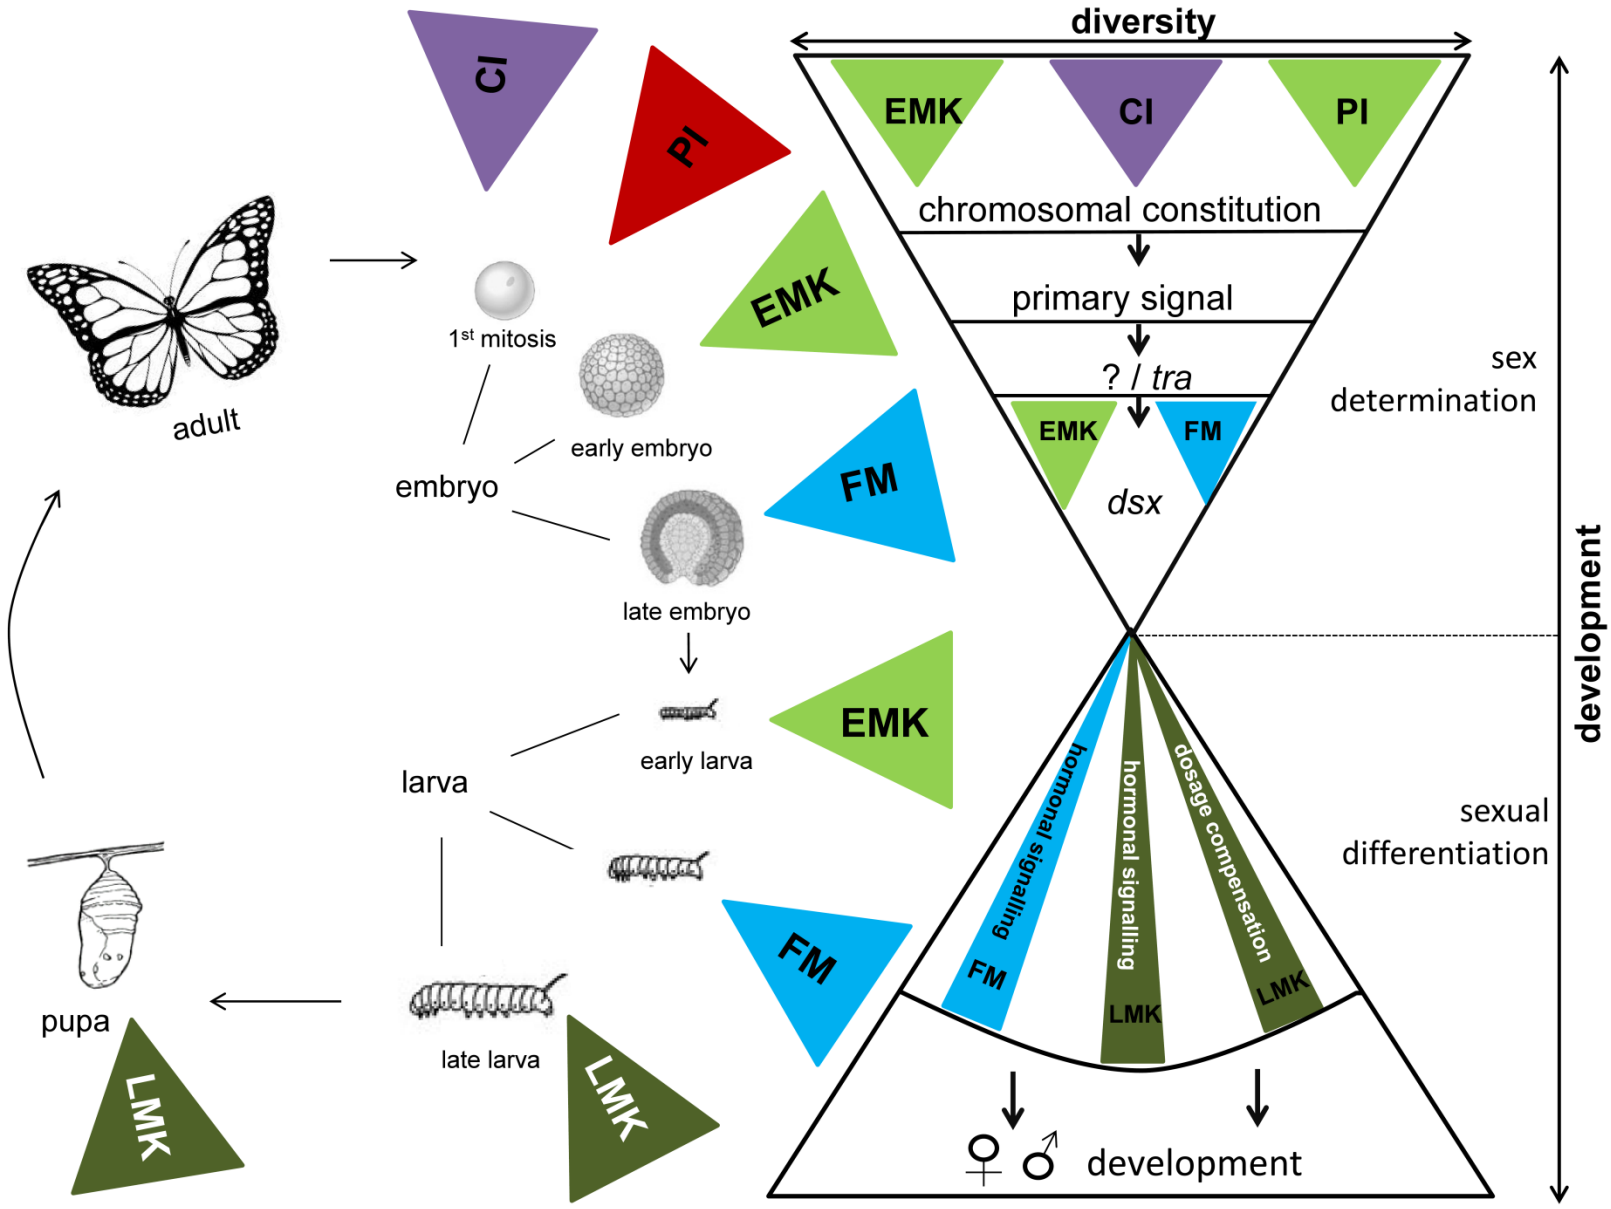 CI
PI
EMK
1st mitosis
adult
early embryo
embryo
FM
late embryo
EMK
early larva
larva
FM
late larva
LMK
pupa
LMK
diversity
EMK
CI
PI
chromosomal constitution
primary signal
? / tra
EMK
FM
dsx
hormonal signalling
FM
hormonal signalling
LMK
dosage compensation
LMK
♀ ♂ development
sex
determination
sexual
differentiation
development